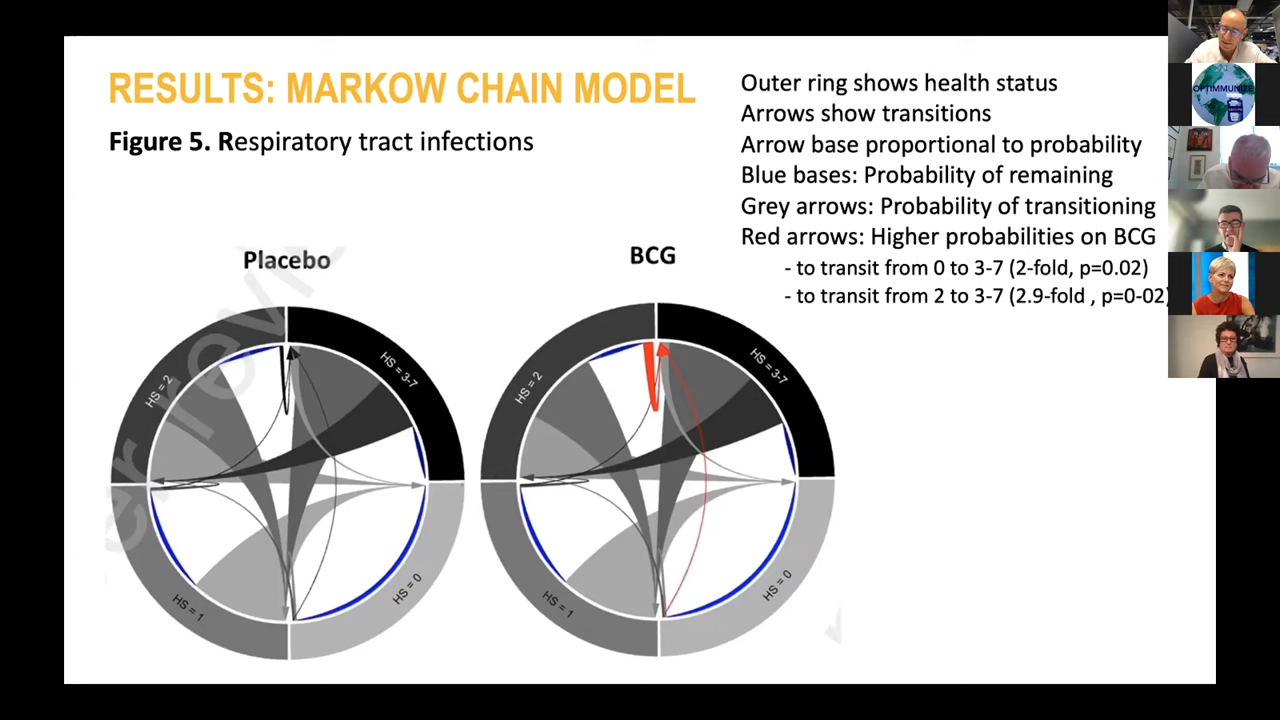 RESULTS: MARKOW CHAIN MODEL
Figure 5. Respiratory tract infections
Outer ring shows health status
Arrows show transitions
Arrow base proportional to probability
Blue bases: Probability of remaining
Grey arrows: Probability of transitioning
Red arrows: Higher probabilities on BCG
- to transit from 0 to 3-7 (2-fold, p=0.02)
- to transit from 2 to 3-7 (2.9-fold , p=0-02)
Placebo
HS = 2
HS = 3-7
HS = 1
HS = 0
BCG
HS = 2
HS = 3-7
HS = 1
HS = 0
er revi
OPTIMMUNIZE